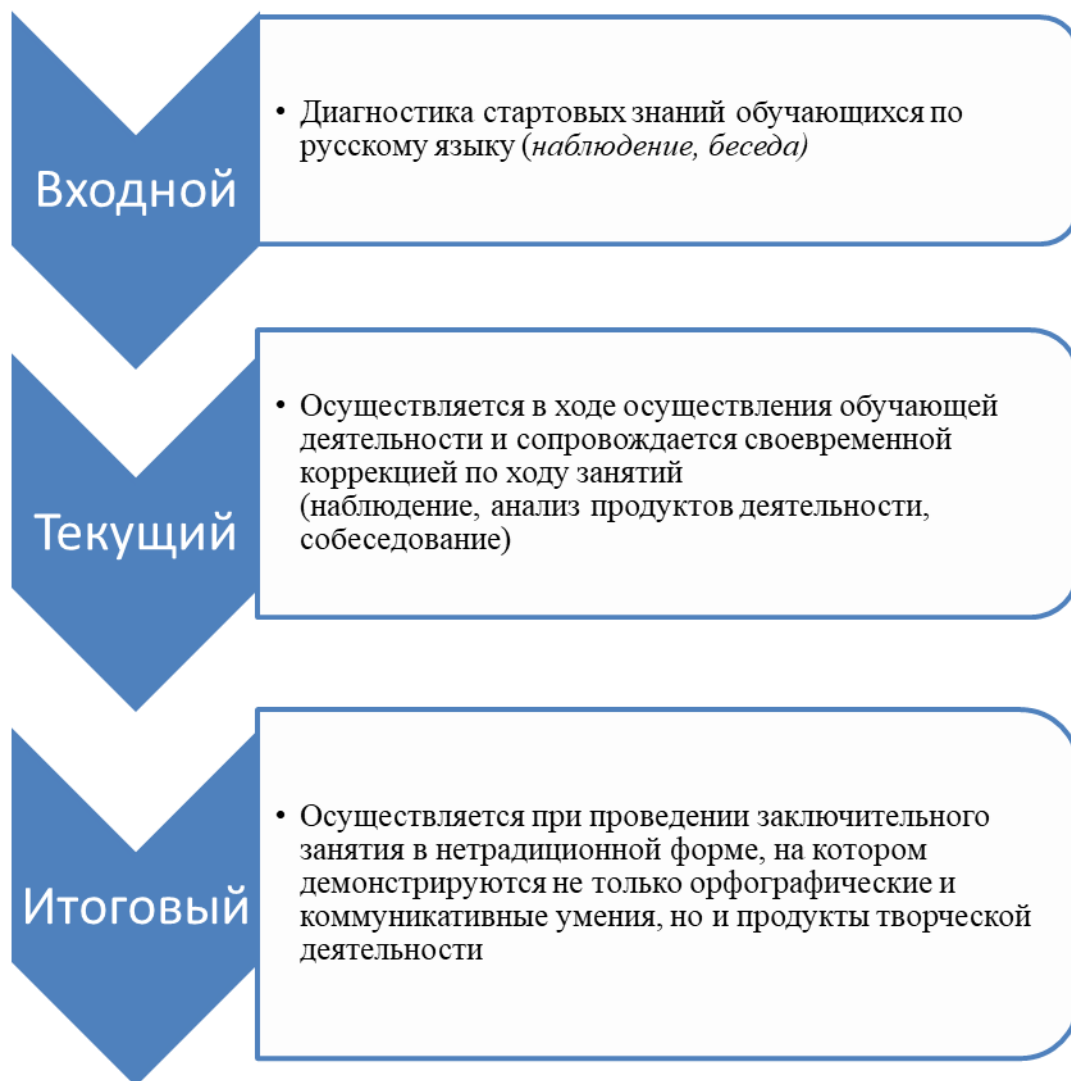 Входной
• Диагностика стартовых знаний обучающихся по
русскому языку (наблюдение, беседа)
Текущий
• Осуществляется в ходе осуществления обучающей
деятельности и сопровождается своевременной
коррекцией по ходу занятий
(наблюдение, анализ продуктов деятельности,
собеседование)
Итоговый
• Осуществляется при проведении заключительного
занятия в нетрадиционной форме, на котором
демонстрируются не только орфографические и
коммуникативные умения, но и продукты творческой
деятельности